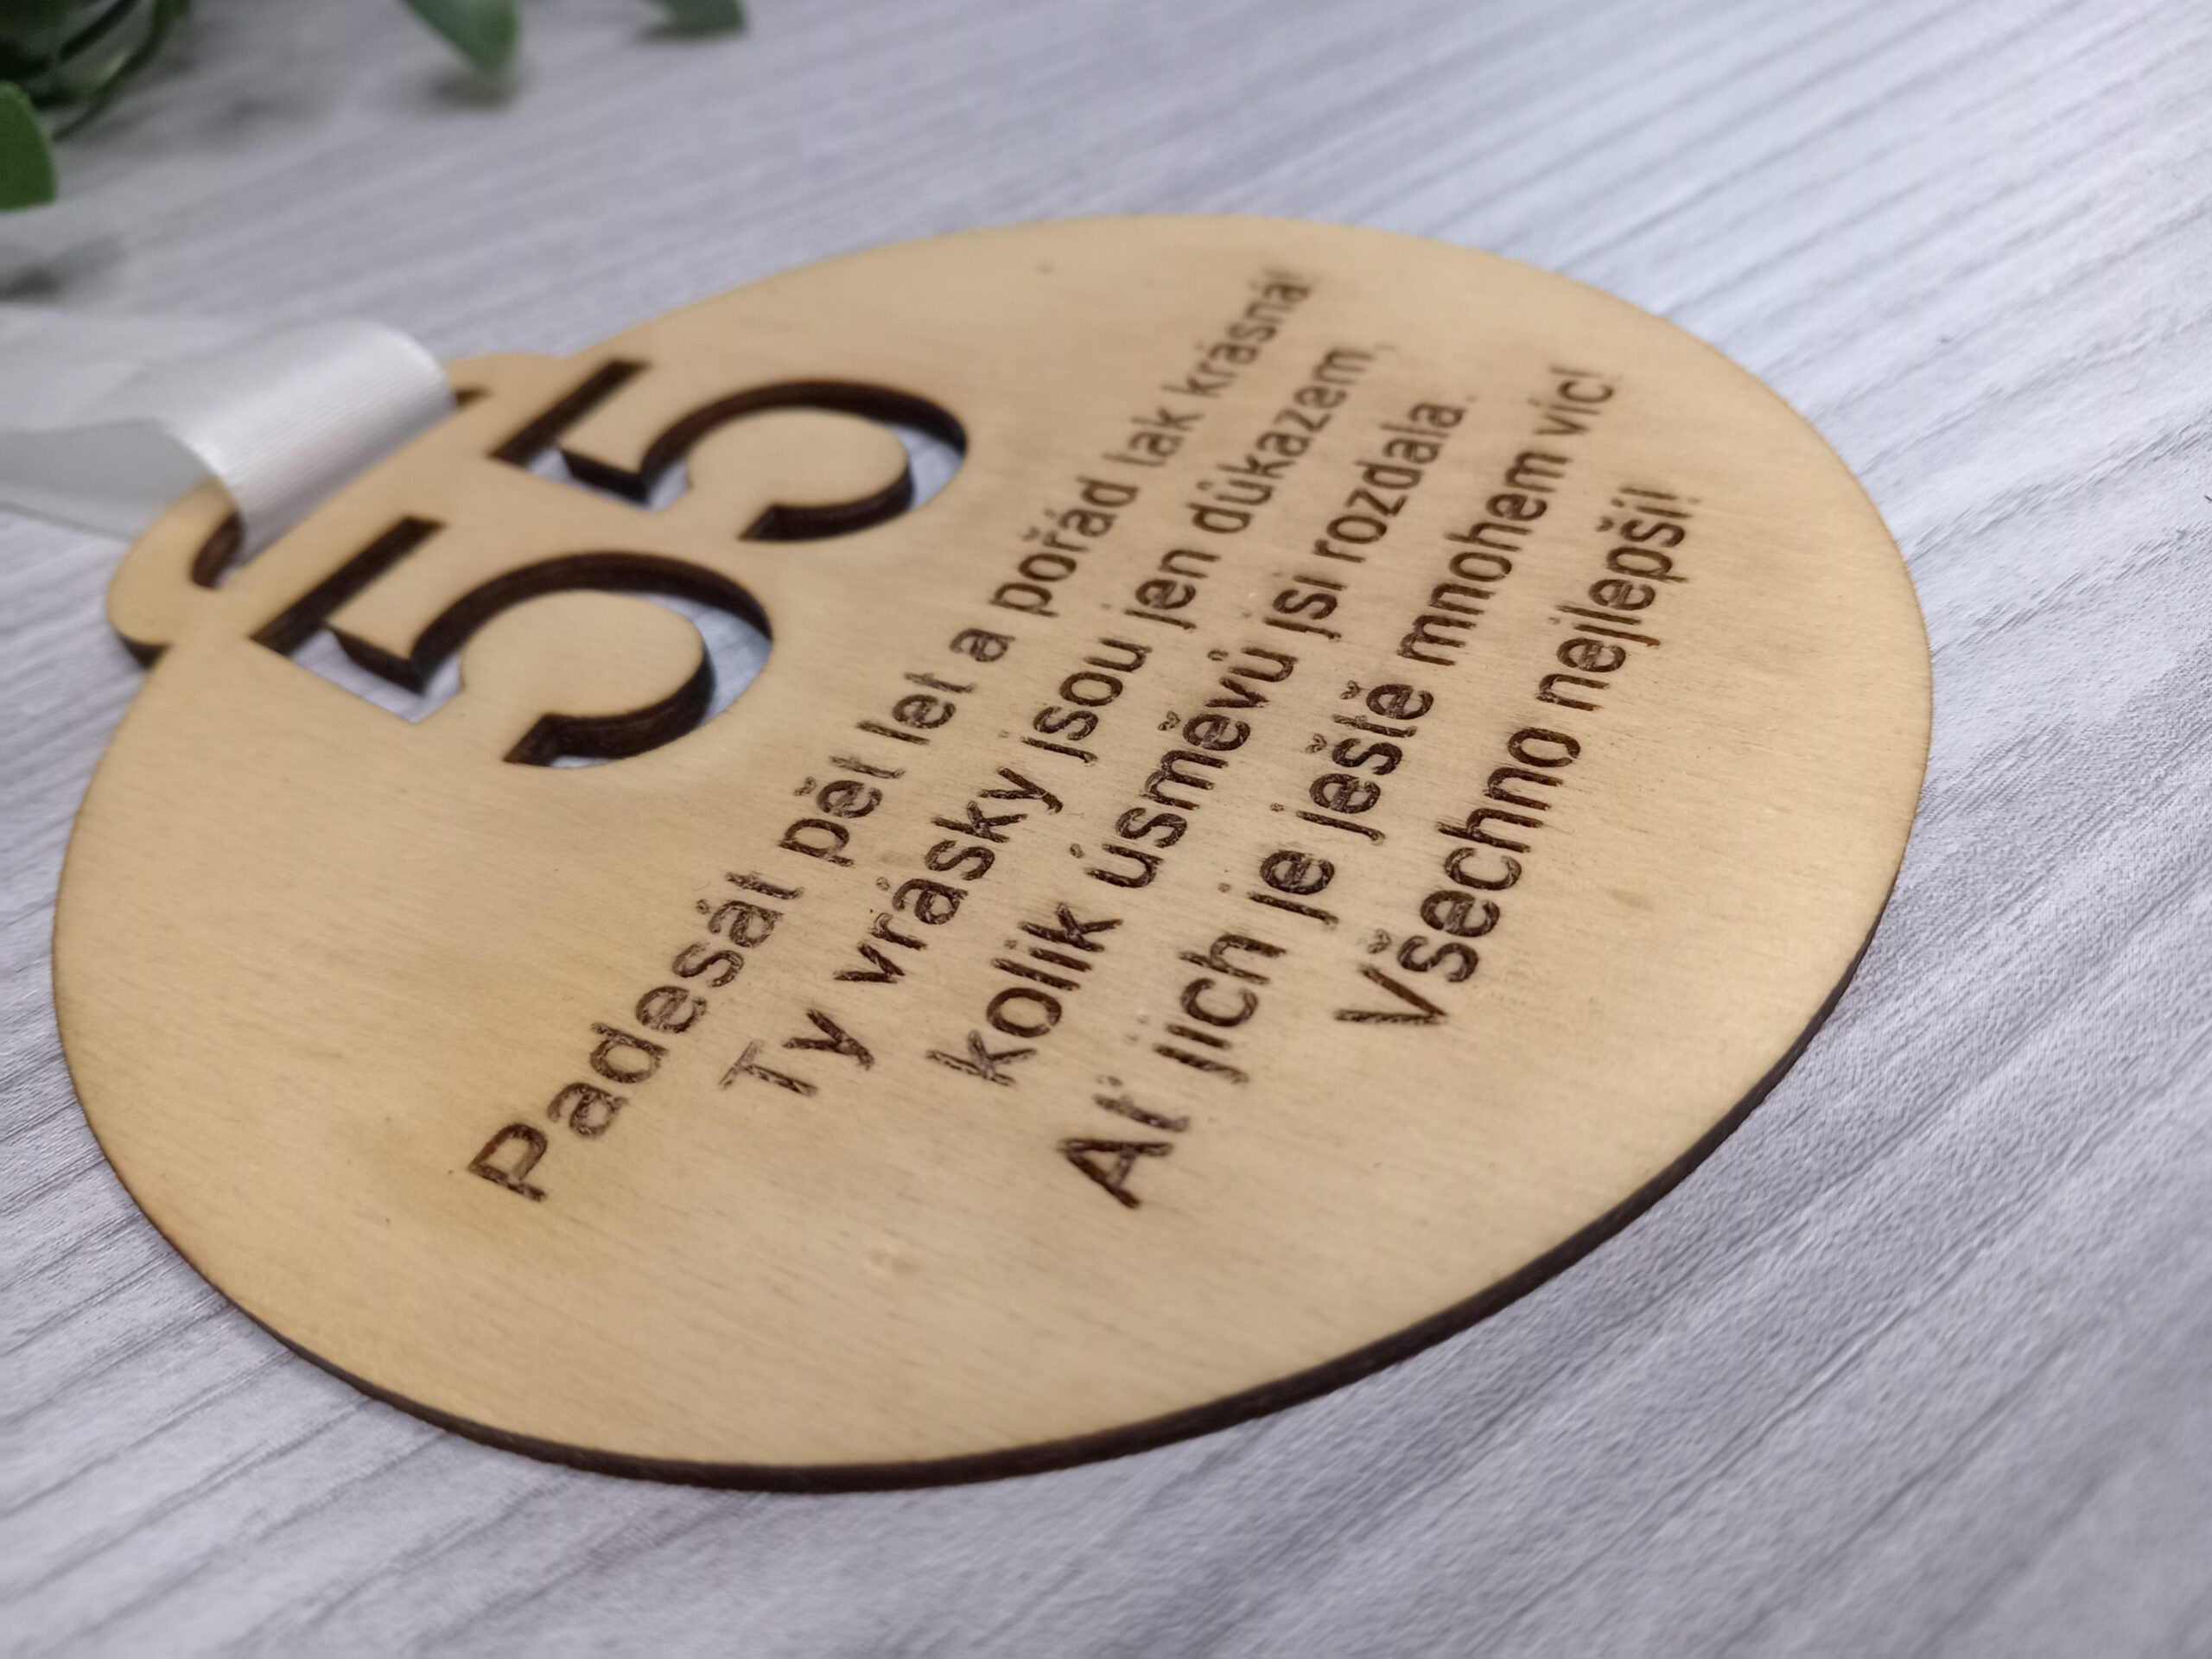 55
Padesát pět let a pořád tak krásná!
Ty vrásky jsou jen důkazem,
kolik úsměvů jsi rozdala.
Ať jich je ještě mnohem víc!
Všechno nejlepší!